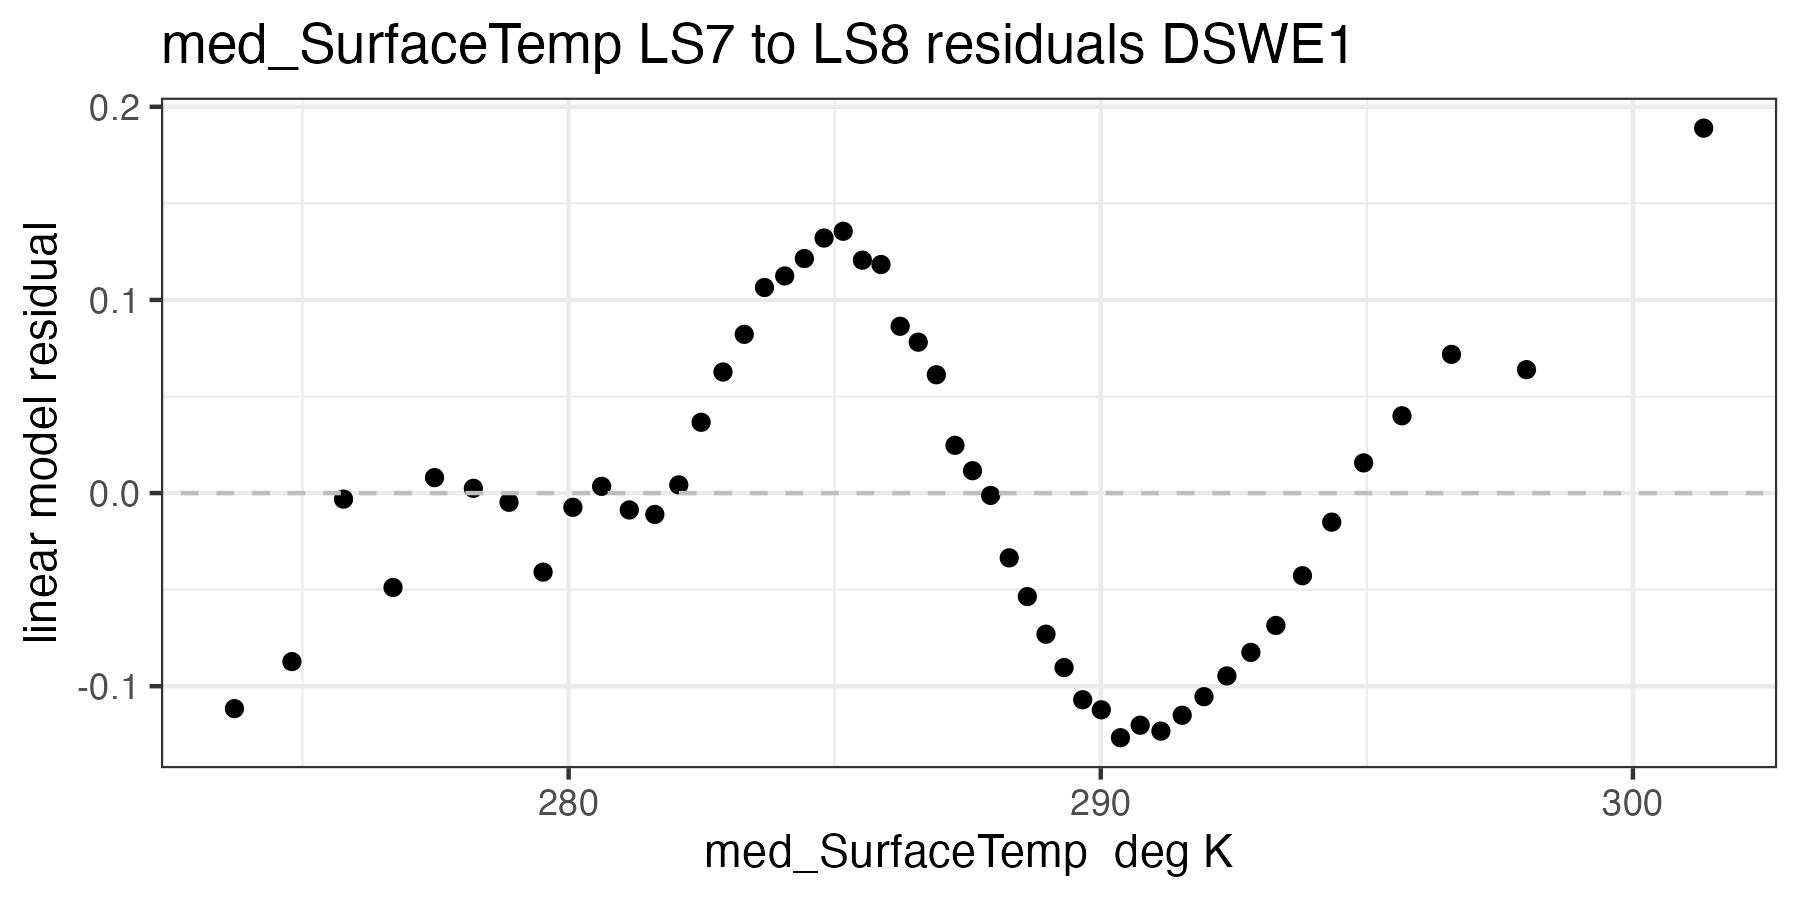 med_SurfaceTemp LS7 to LS8 residuals DSWE1
linear model residual
0.2
0.1
0.0
-0.1
280
290
300
med_SurfaceTemp  deg K